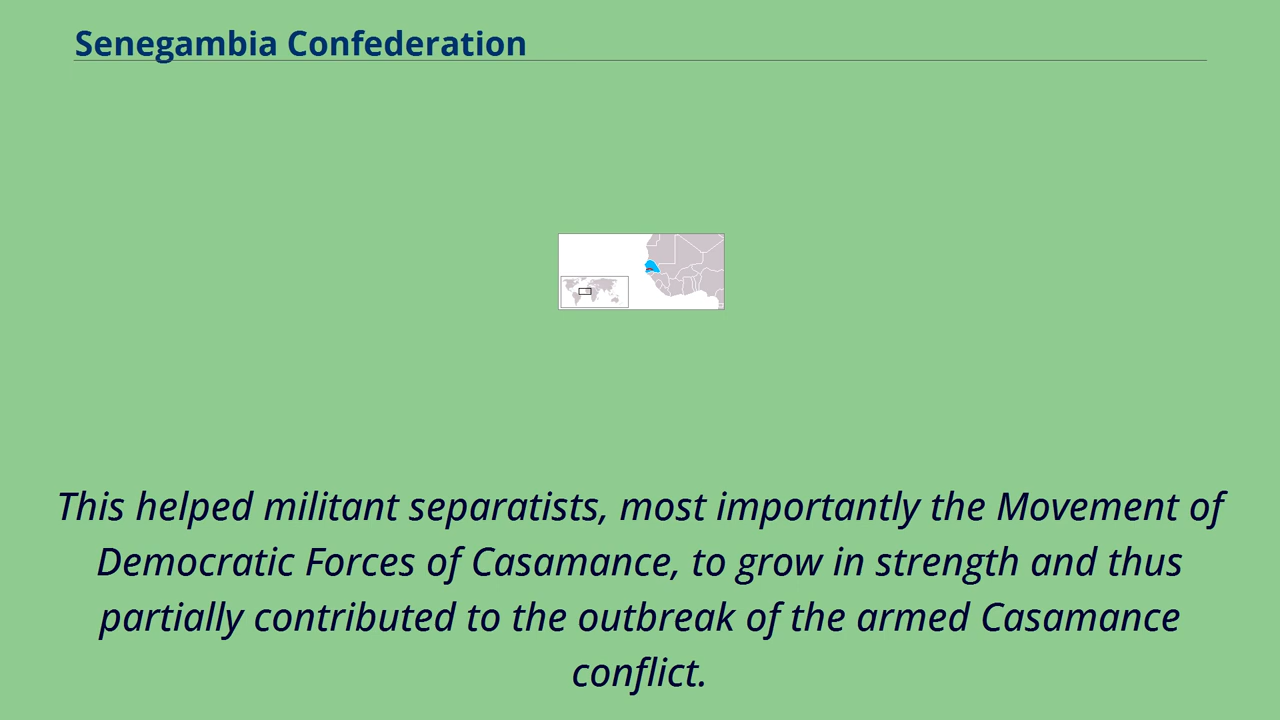 Senegambia Confederation
This helped militant separatists, most importantly the Movement of
Democratic Forces of Casamance, to grow in strength and thus
partially contributed to the outbreak of the armed Casamance
conflict.